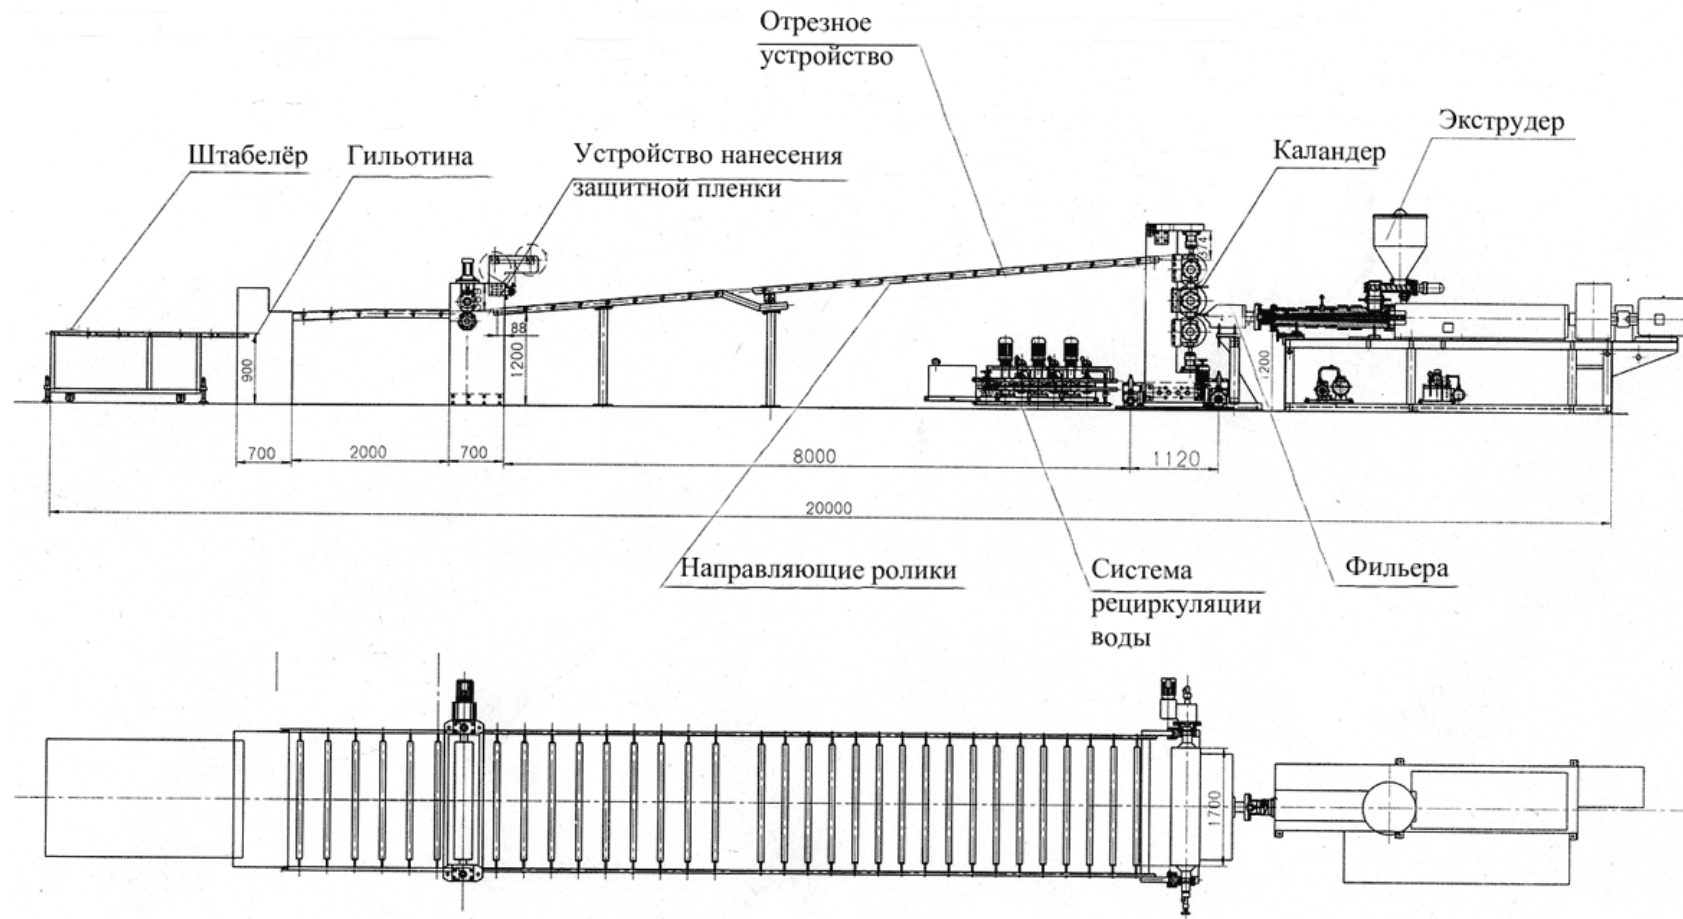 Отрезное
устройство
Экструдер
Штабелёр
Гильотина
Устройство нанесения
защитной пленки
Каландер
374
88
1200
900
1200
700
2000
700
8000
1120
20000
Направляющие ролики
Система
рециркуляции
воды
Фильера
1700